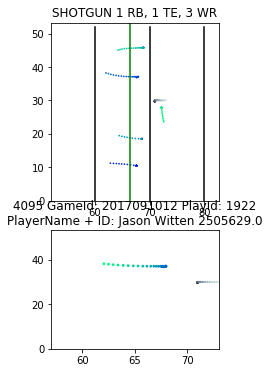 SHOTGUN 1 RB, 1 TE, 3 WR
50
40
30
20
10
0
60 70 80
4095 GameId: 2017091012 PlayId: 1922
PlayerName + ID: Jason Witten 2505629.0
40
20
0
60 65 70